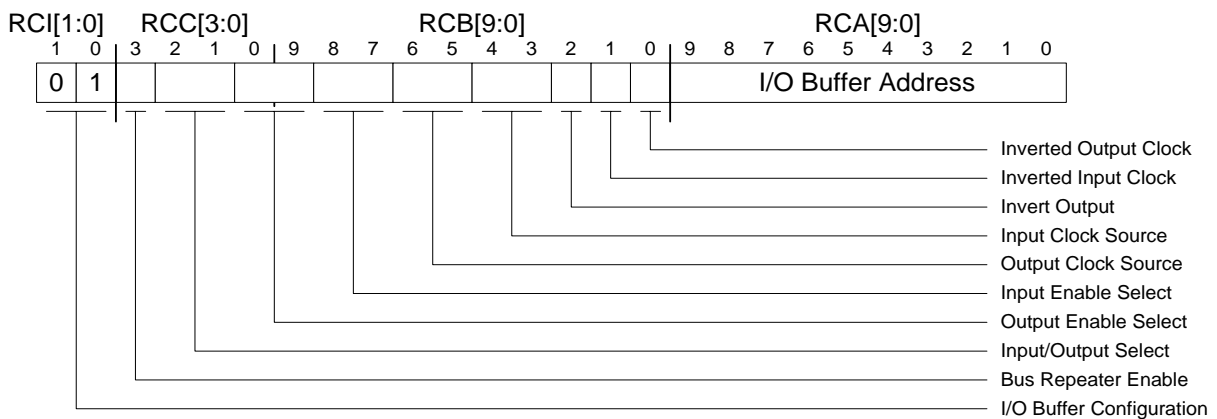 RCI[1:0] RCC[3:0] RCB[9:0] RCA[9:0]
1 0 3 2 1 0 9 8 7 6 5 4 3 2 1 0 9 8 7 6 5 4 3 2 1 0
0 1 I/O Buffer Address
Inverted Output Clock
Inverted Input Clock
Invert Output
Input Clock Source
Output Clock Source
Input Enable Select
Output Enable Select
Input/Output Select
Bus Repeater Enable
I/O Buffer Configuration